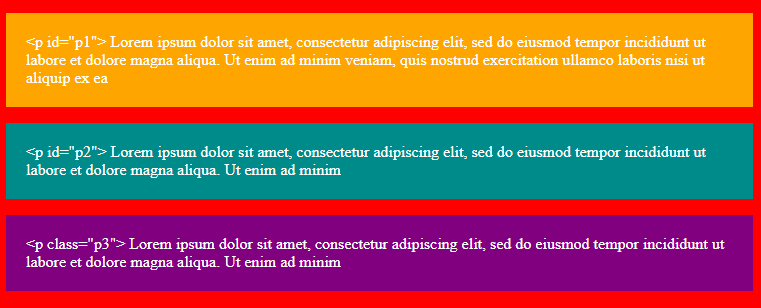 <p id="p1"> Lorem ipsum dolor sit amet, consectetur adipiscing elit, sed do eiusmod tempor incididunt ut
labore et dolore magna aliqua. Ut enim ad minim veniam, quis nostrud exercitation ullamco laboris nisi ut
aliquip ex ea
<p id="p2"> Lorem ipsum dolor sit amet, consectetur adipiscing elit, sed do eiusmod tempor incididunt ut
labore et dolore magna aliqua. Ut enim ad minim
<p class="p3"> Lorem ipsum dolor sit amet, consectetur adipiscing elit, sed do eiusmod tempor incididunt ut
labore et dolore magna aliqua. Ut enim ad minim